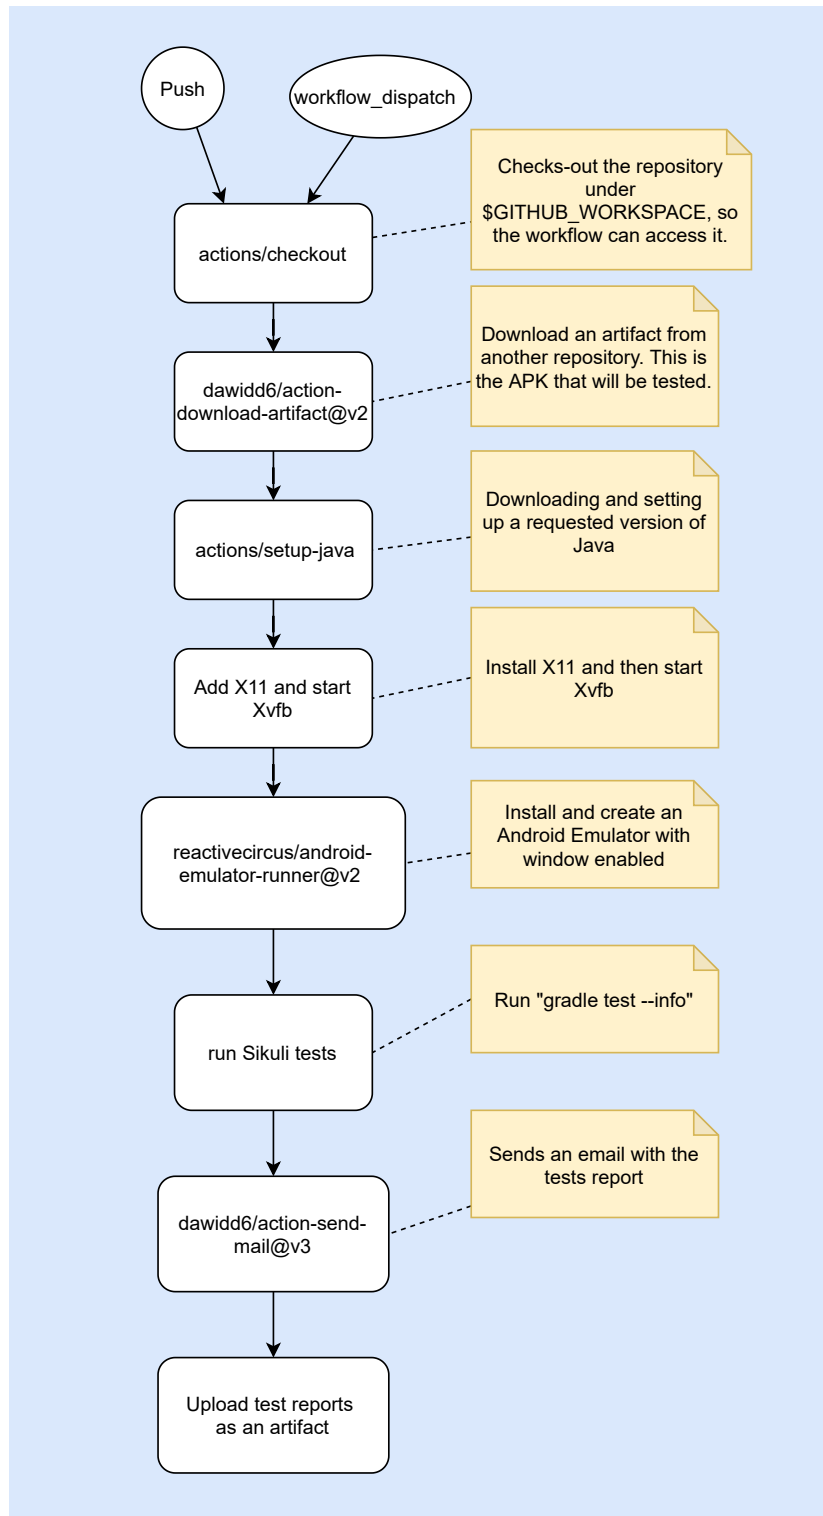 Push
workflow_dispatch
Checks-out the repository
under
$GITHUB_WORKSPACE, so
the workflow can access it.
actions/checkout
Download an artifact from
another repository. This is
the APK that will be tested.
dawidd6/action-
download-artifact@v2
Downloading and setting
up a requested version of
Java
actions/setup-java
Install X11 and then start
Xvfb
Add X11 and start
Xvfb
Install and create an
Android Emulator with
window enabled
reactivecircus/android-
emulator-runner@v2
Run "gradle test --info"
run Sikuli tests
Sends an email with the
tests report
dawidd6/action-send-
mail@v3
Upload test reports
as an artifact